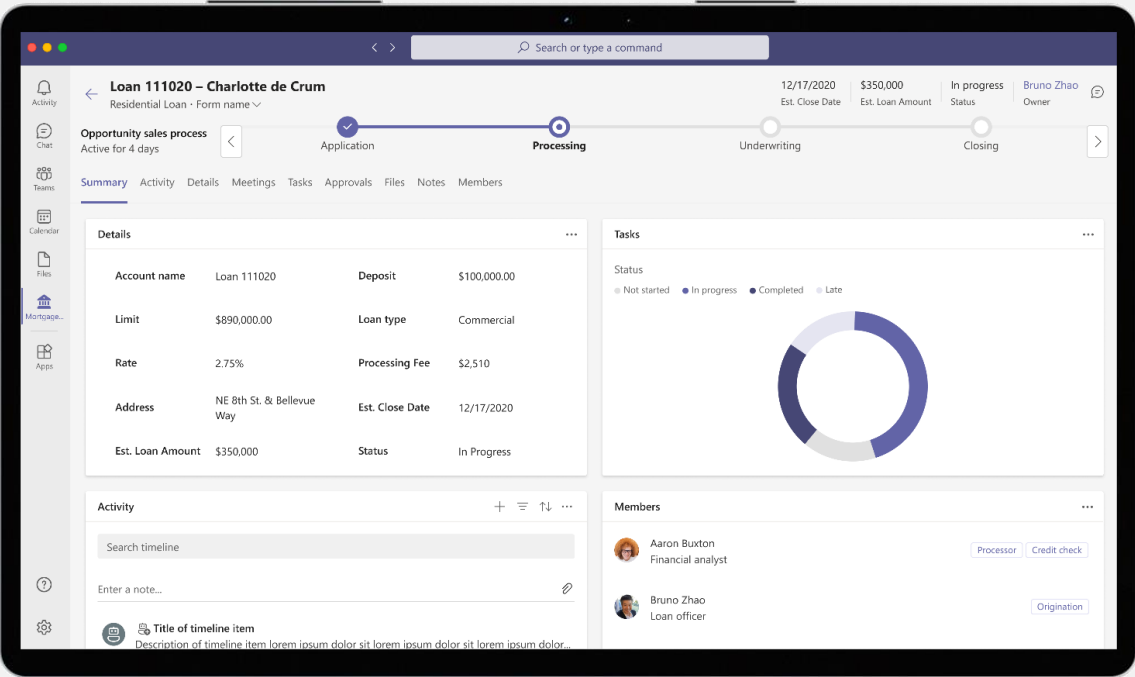 Search or type a command
Activity
Chat
Teams
Calendar
Files
Mortgage...
Apps
Loan 111020 – Charlotte de Crum
Residential Loan · Form name
12/17/2020
Est. Close Date
$350,000
Est. Loan Amount
In progress
Status
Bruno Zhao
Owner
Opportunity sales process
Active for 4 days
Application
Processing
Underwriting
Closing
Summary Activity Details Meetings Tasks Approvals Files Notes Members
Details
Account name Loan 111020 Deposit $100,000.00
Limit $890,000.00 Loan type Commercial
Rate 2.75% Processing Fee $2,510
Address NE 8th St. & Bellevue
Way
Est. Close Date 12/17/2020
Est. Loan Amount $350,000 Status In Progress
Tasks
Status
Not started In progress Completed Late
Activity
Search timeline
Enter a note...
Title of timeline item
Description of timeline item lorem ipsum dolor sit lorem ipsum dolor sit lorem ipsum dolor...
Members
Aaron Buxton
Financial analyst
Processor Credit check
Bruno Zhao
Loan officer
Origination